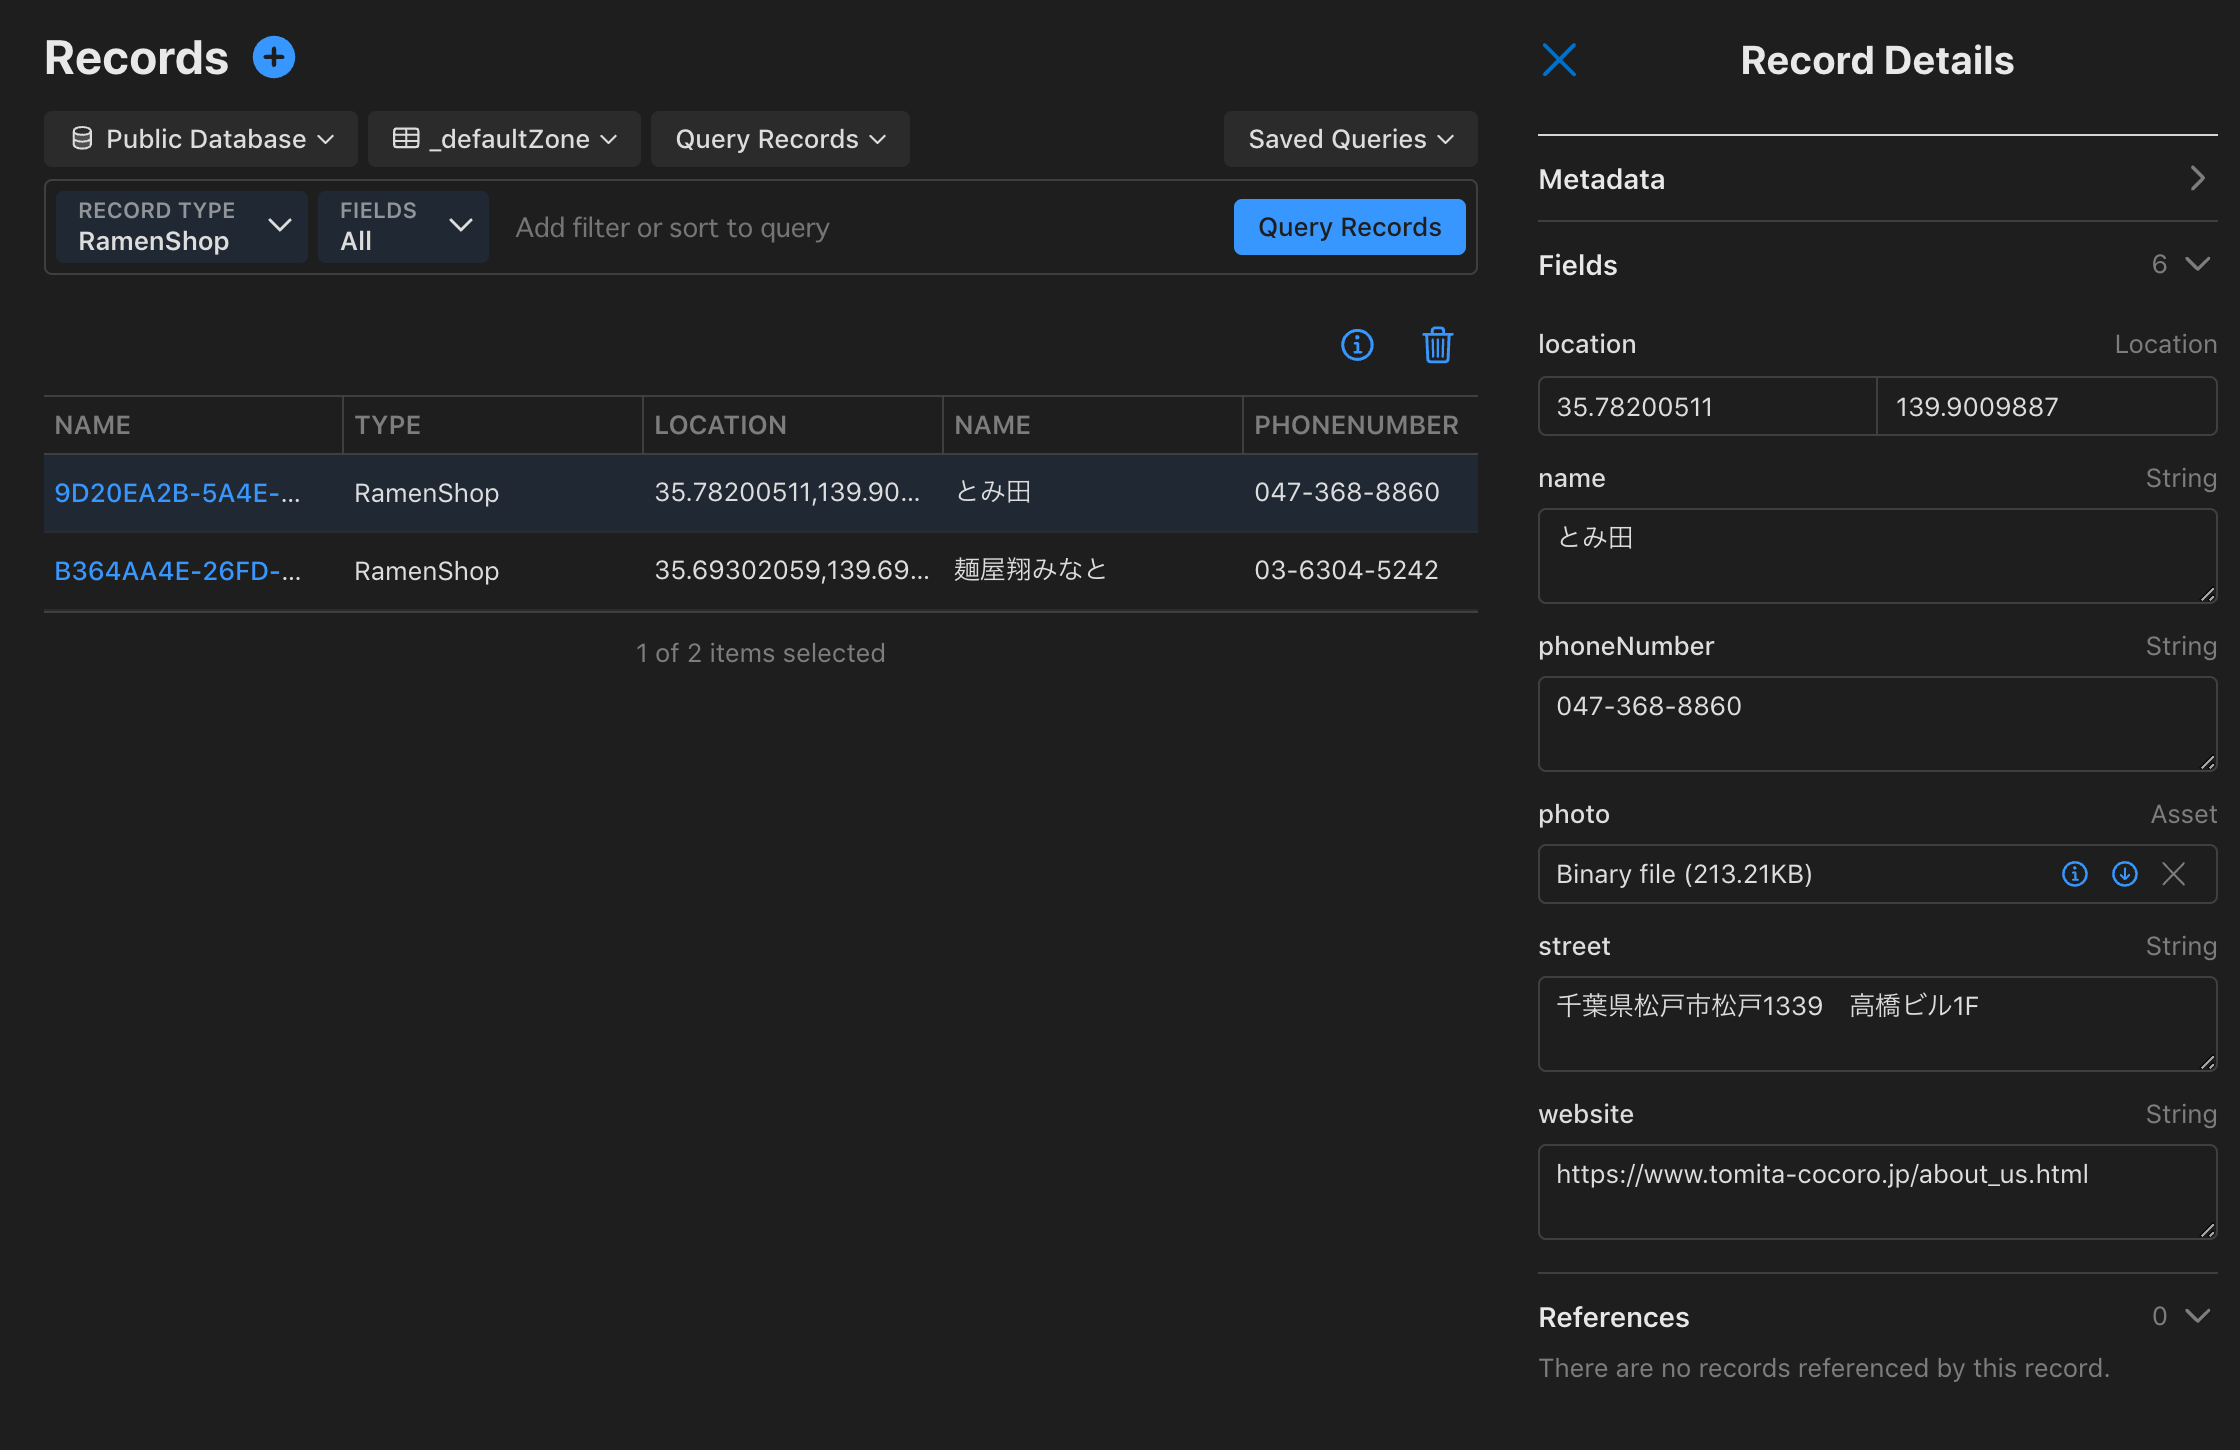 Records
Public Database
_defaultZone
Query Records
Saved Queries
RECORD TYPE
RamenShop
FIELDS
All
Add filter or sort to query
Query Records
NAME TYPE LOCATION NAME PHONENUMBER
9D20EA2B-5A4E-... RamenShop 35.78200511,139.90... とみ田 047-368-8860
B364AA4E-26FD-... RamenShop 35.69302059,139.69... 麺屋翔みなと 03-6304-5242
1 of 2 items selected
Record Details
Metadata
Fields 6
location Location
35.78200511 139.9009887
name String
とみ田
phoneNumber String
047-368-8860
photo Asset
Binary file (213.21KB)
street String
千葉県松戸市松戸1339　高橋ビル1F
website String
https://www.tomita-cocoro.jp/about_us.html
References 0
There are no records referenced by this record.